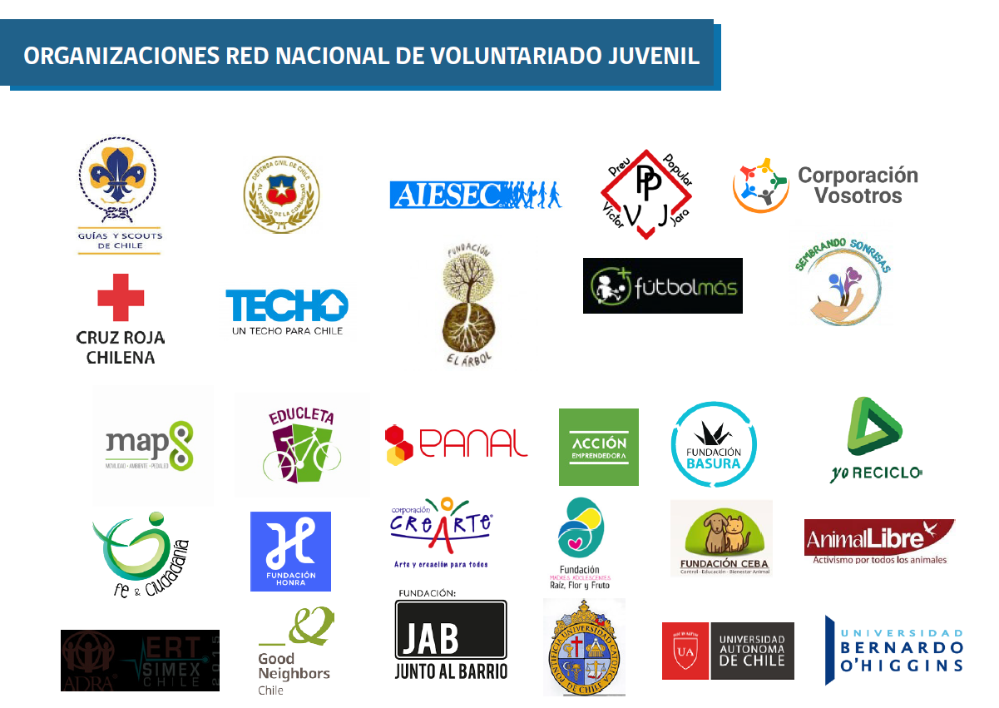 ORGANIZACIONES RED NACIONAL DE VOLUNTARIADO JUVENIL
GUÍAS Y SCOUTS
DE CHILE
DEFENSA CIVIL DE CHILE
AL SERVICIO DE LA COMUNIDAD
AIESEC
Preu
Popular
PP
V J
Víctor
Jara
Corporación
Vosotros
CRUZ ROJA
CHILENA
TECHO
UN TECHO PARA CHILE
FUNDACIÓN
EL ÁRBOL
fútbolmás
SEMBRANDO SONRISAS
map8
MOVILIDAD · AMBIENTE · PEDALEO
EDUCLETA
PANAL
ACCIÓN
EMPRENDEDORA
FUNDACIÓN
BASURA
yo RECICLO
fe & ciudadanía
FUNDACIÓN
HONRA
corporación
CREARTE
Arte y creación para todos
Fundación
MADRES ADOLESCENTES
Raíz, Flor y Fruto
FUNDACIÓN CEBA
Control · Educación · Bienestar Animal
AnimalLibre
Activismo por todos los animales
ADRA
ERT
SIMEX
CHILE
2015
Good
Neighbors
Chile
FUNDACIÓN:
JAB
JUNTO AL BARRIO
PONTIFICIA UNIVERSIDAD CATOLICA
DE CHILE
UA
UNIVERSIDAD
AUTONOMA
DE CHILE
UNIVERSIDAD
BERNARDO
O'HIGGINS